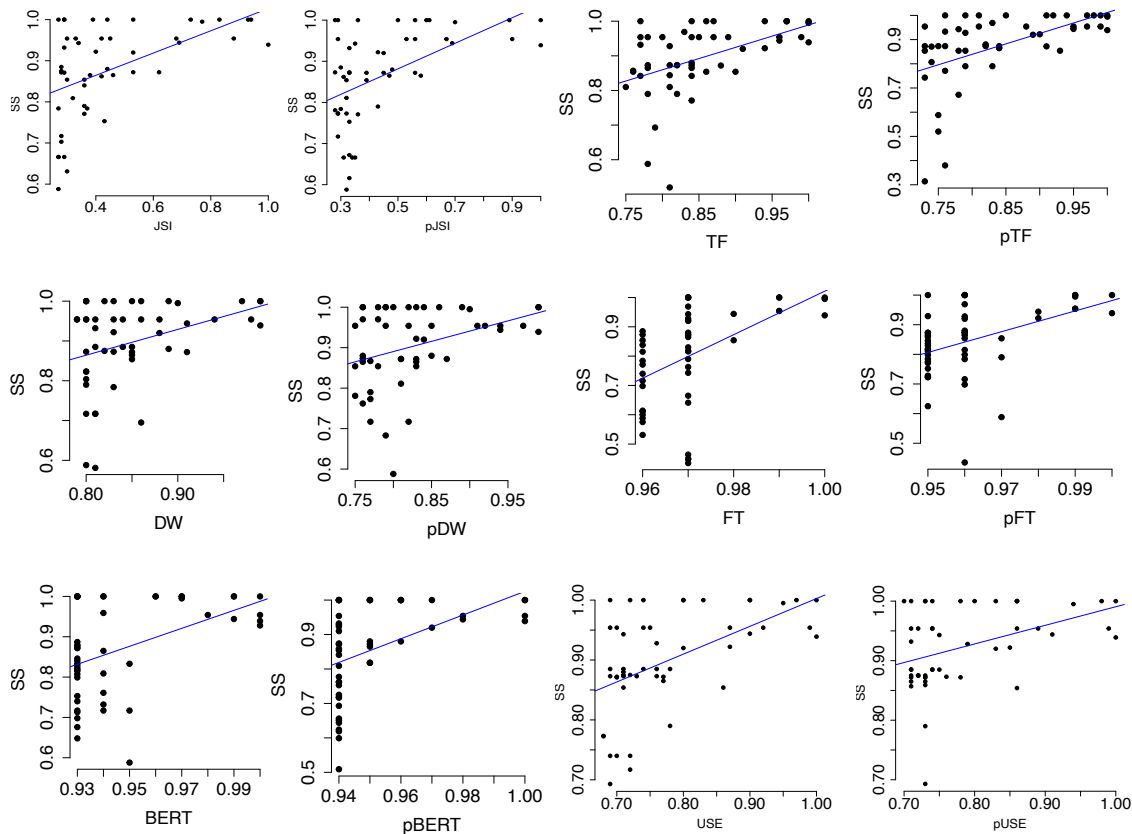 1.0
0.9
0.8
0.7
0.6
SS
0.4 0.6 0.8 1.0
JSI
1.0
0.9
0.8
0.7
0.6
SS
0.3 0.5 0.7 0.9
pJSI
1.0
0.8
0.6
SS
0.75 0.85 0.95
TF
0.9
0.7
0.5
0.3
SS
0.75 0.85 0.95
pTF
1.0
0.9
0.8
0.6
SS
0.80 0.90
DW
1.0
0.9
0.8
0.7
0.6
SS
0.75 0.85 0.95
pDW
0.9
0.7
0.5
SS
0.96 0.98 1.00
FT
0.9
0.7
0.5
SS
0.95 0.97 0.99
pFT
1.0
0.9
0.8
0.7
0.6
SS
0.93 0.95 0.97 0.99
BERT
0.9
0.7
0.5
SS
0.94 0.96 0.98 1.00
pBERT
1.00
0.90
0.80
0.70
SS
0.70 0.80 0.90 1.00
USE
1.00
0.90
0.80
0.70
SS
0.70 0.80 0.90 1.00
pUSE